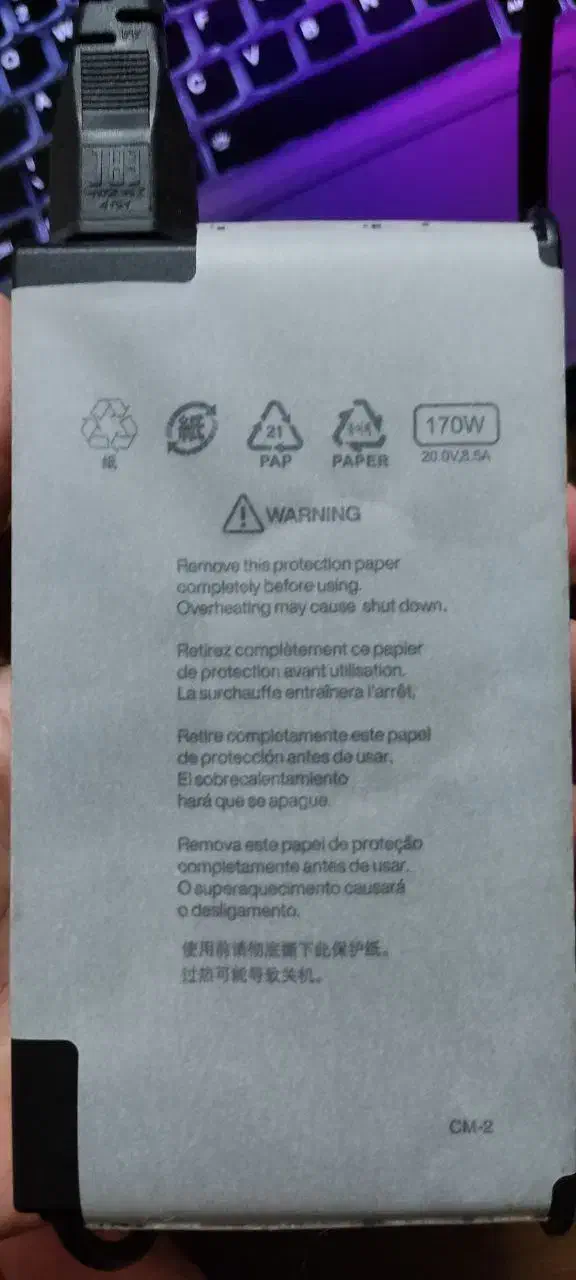 紙
紙
21
PAP
PAPER
170W
20.0V,8.5A
WARNING
Remove this protection paper
completely before using.
Overheating may cause shut down.
Retirez complètement ce papier
de protection avant utilisation.
La surchauffe entraînera l'arrêt.
Retire completamente este papel
de protección antes de usar.
El sobrecalentamiento
hará que se apague.
Remova este papel de proteção
completamente antes de usar.
O superaquecimento causará
o desligamento.
使用前请彻底撕下此保护纸。
过热可能导致关机。
CM-2